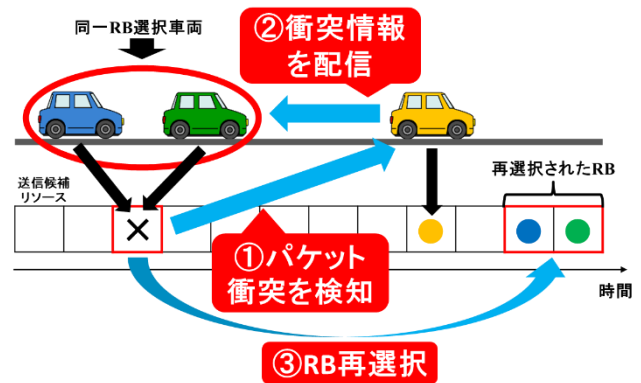 同一RB選択車両
②衝突情報
を配信
送信候補
リソース
再選択されたRB
①パケット
衝突を検知
時間
③RB再選択